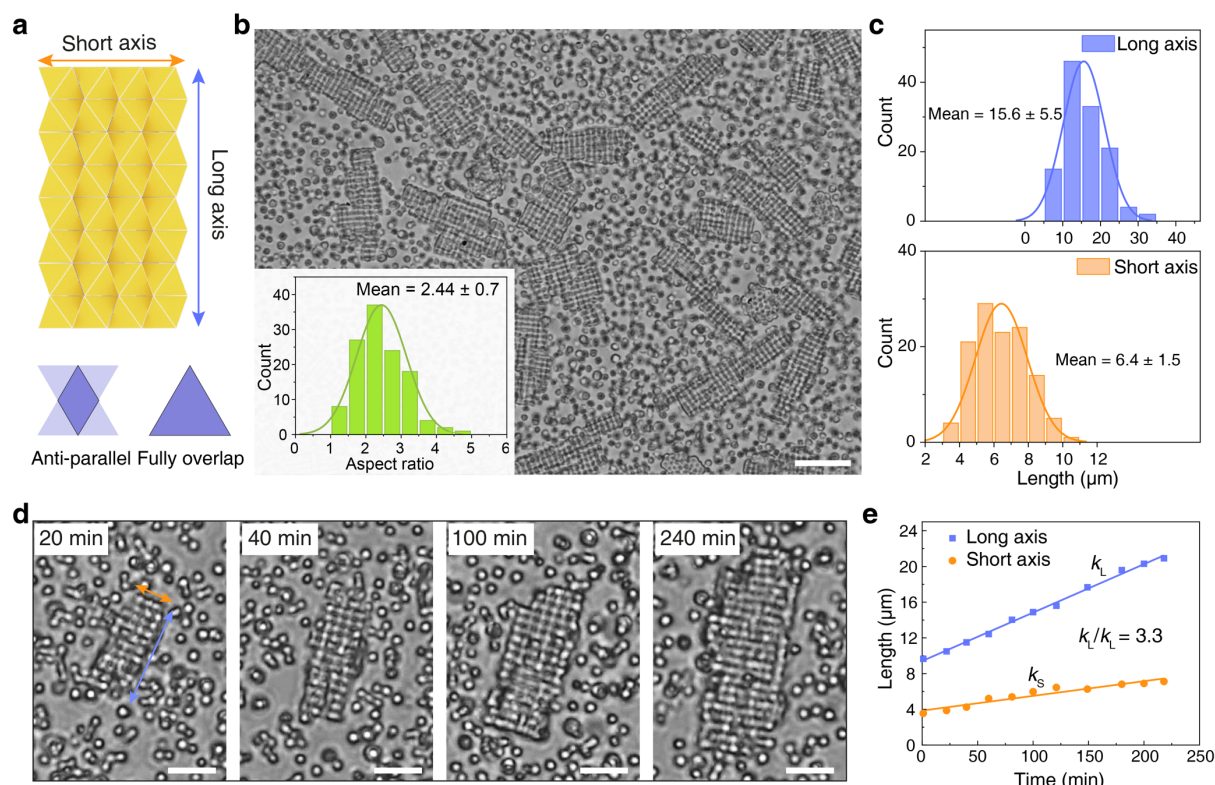 a
Short axis
Long axis
Anti-parallel Fully overlap
b
Mean = 2.44 ± 0.7
Count
40
30
20
10
0
0 1 2 3 4 5 6
Aspect ratio
c
Long axis
Mean = 15.6 ± 5.5
Count
40
20
0
0 10 20 30 40
Short axis
Mean = 6.4 ± 1.5
Count
40
20
0
2 4 6 8 10 12
Length (µm)
d
20 min
40 min
100 min
240 min
e
Long axis
Short axis
kL
kL/kL = 3.3
kS
Length (µm)
24
20
16
12
8
4
0
0 50 100 150 200 250
Time (min)